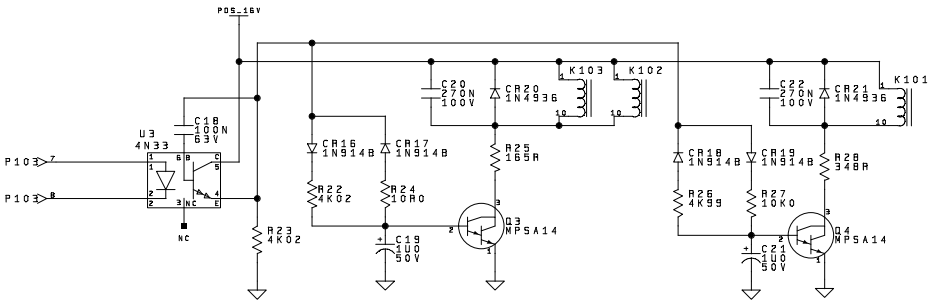 POS_16V
K103
K102
K101
1
10
1
10
1
10
C20
270N
100V
CR20
1N4936
C22
270N
100V
CR21
1N4936
C18
100N
63V
U3
4N33
P103
7
P103
8
1
1
2
2
6
B
C
5
4
E
3
NC
NC
R23
4K02
CR16
1N914B
CR17
1N914B
R22
4K02
R24
10R0
C19
+
1U0
50V
R25
165R
Q3
MPSA14
3
2
1
CR18
1N914B
CR19
1N914B
R26
4K99
R27
10K0
C21
+
1U0
50V
R28
348R
Q4
MPSA14
3
2
1